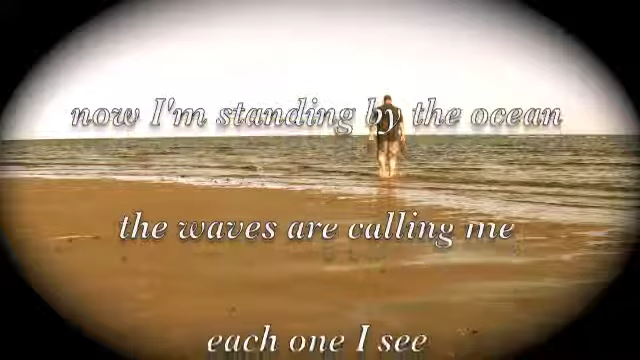 now I'm standing by the ocean
the waves are calling me
each one I see